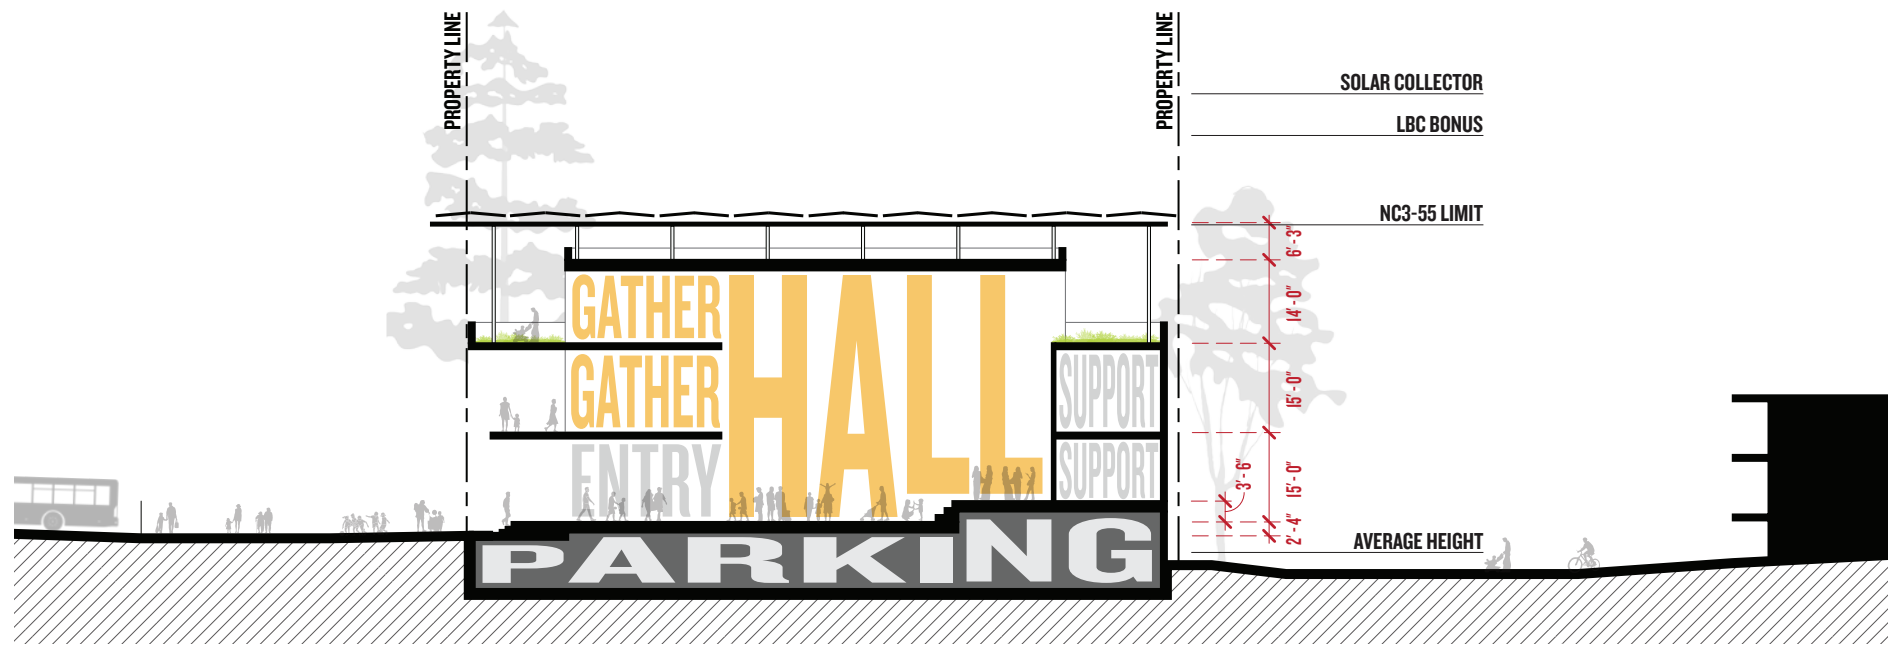 PROPERTY LINE
PROPERTY LINE
SOLAR COLLECTOR
LBC BONUS
NC3-55 LIMIT
6' - 3"
GATHER
HALL
14' - 0"
GATHER
SUPPORT
15' - 0"
ENTRY
SUPPORT
3' - 6"
15' - 0"
2' - 4"
AVERAGE HEIGHT
PARKING